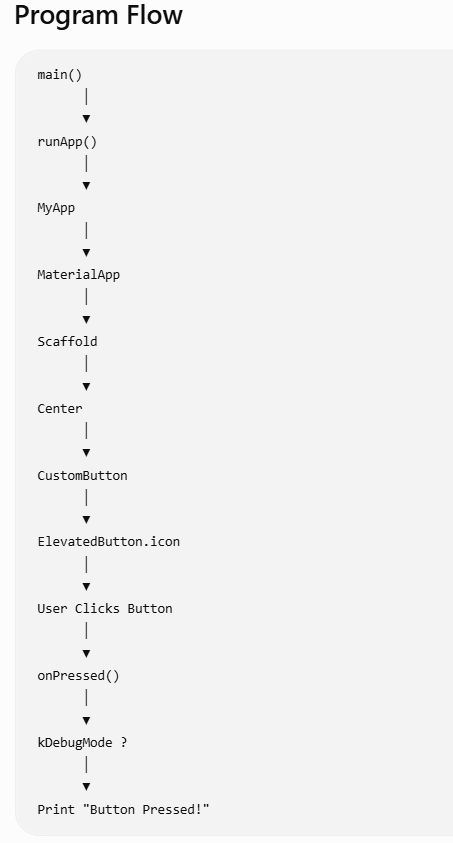 Program Flow
main()
│
▼
runApp()
│
▼
MyApp
│
▼
MaterialApp
│
▼
Scaffold
│
▼
Center
│
▼
CustomButton
│
▼
ElevatedButton.icon
│
▼
User Clicks Button
│
▼
onPressed()
│
▼
kDebugMode ?
│
▼
Print "Button Pressed!"